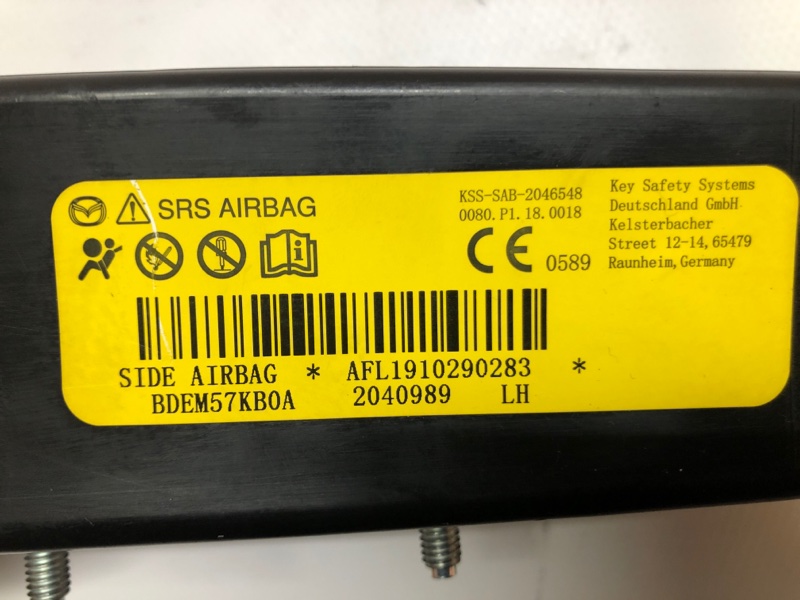 SRS AIRBAG
KSS-SAB-2046548
0080.P1.18.0018
CE 0589
Key Safety Systems
Deutschland GmbH
Kelsterbacher
Street 12-14,65479
Raunheim,Germany
SIDE AIRBAG * AFL1910290283 *
BDEM57KB0A 2040989 LH